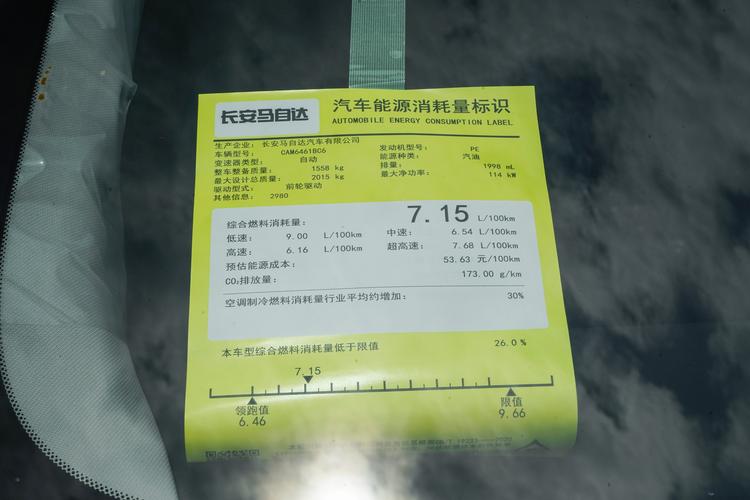 长安马自达
汽车能源消耗量标识
AUTOMOBILE ENERGY CONSUMPTION LABEL
生产企业: 长安马自达汽车有限公司
车辆型号: CAM6461BC6 发动机型号: PE
变速器类型: 自动 能源种类: 汽油
整车整备质量: 1558 kg 排量: 1998 mL
最大设计总质量: 2015 kg 最大净功率: 114 kW
驱动型式: 前轮驱动
其他信息: 2980
综合燃料消耗量: 7.15 L/100km
低速: 9.00 L/100km 中速: 6.54 L/100km
高速: 6.16 L/100km 超高速: 7.68 L/100km
预估能源成本: 53.63 元/100km
CO₂排放量: 173.00 g/km
空调制冷燃料消耗量行业平均约增加: 30%
本车型综合燃料消耗量低于限值 26.0 %
7.15
领跑值 限值
6.46 9.66